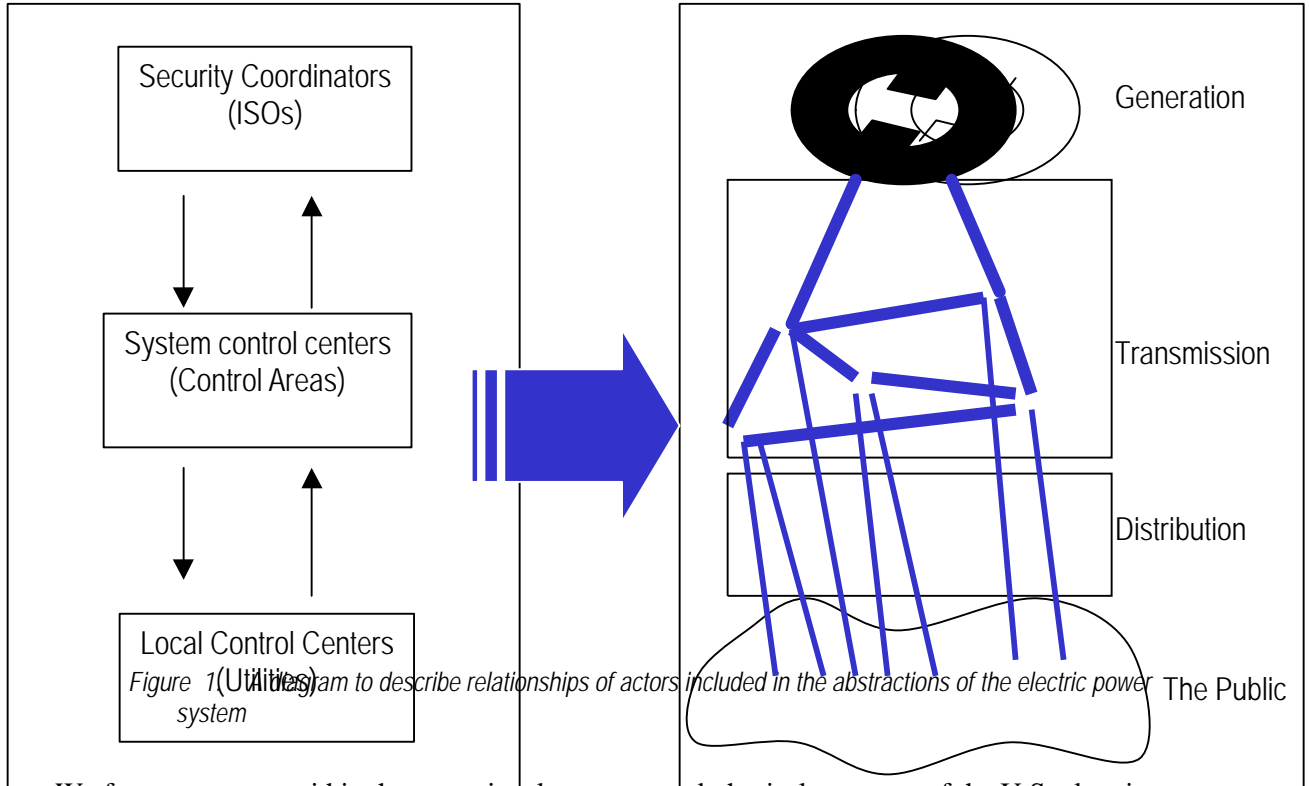 Security Coordinators
(ISOs)
System control centers
(Control Areas)
Local Control Centers
(Utilities)
Generation
Transmission
Distribution
The Public
Figure 1. A diagram to describe relationships of actors included in the abstractions of the electric power
system